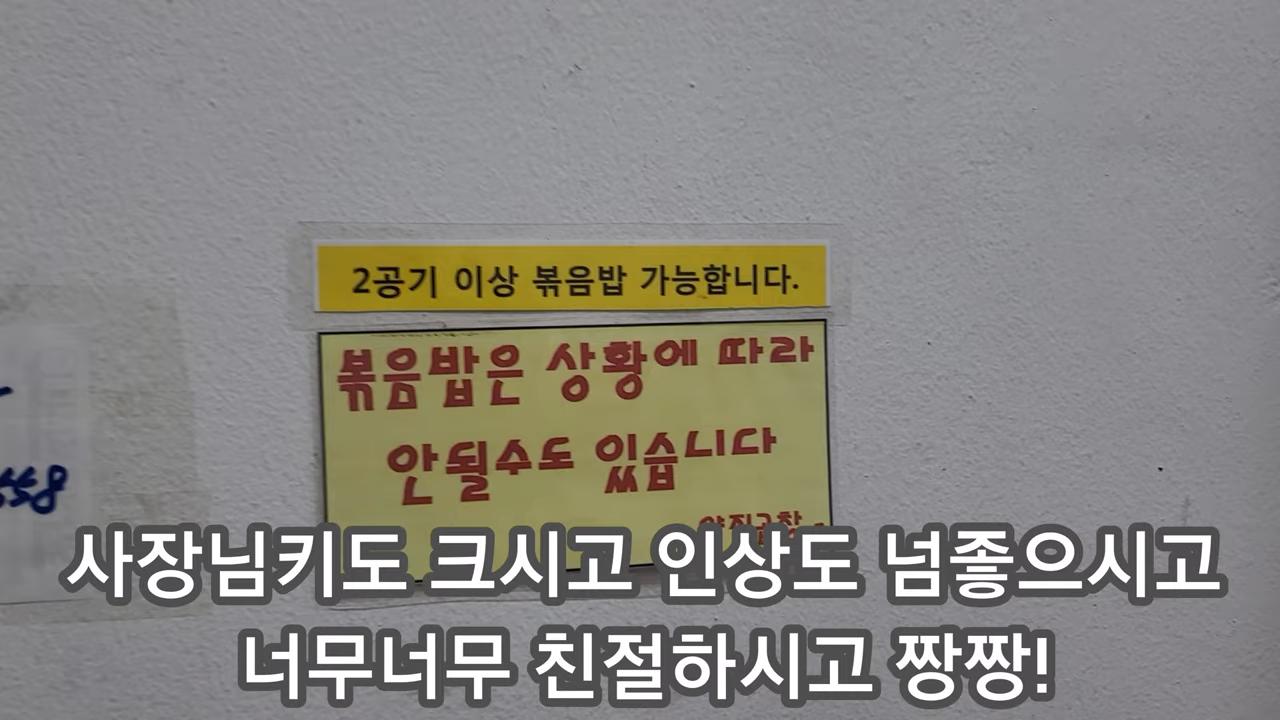 2공기 이상 볶음밥 가능합니다.
볶음밥은 상황에 따라
안될수도 있습니다
558
사장님키도 크시고 인상도 넘좋으시고
너무너무 친절하시고 짱짱!